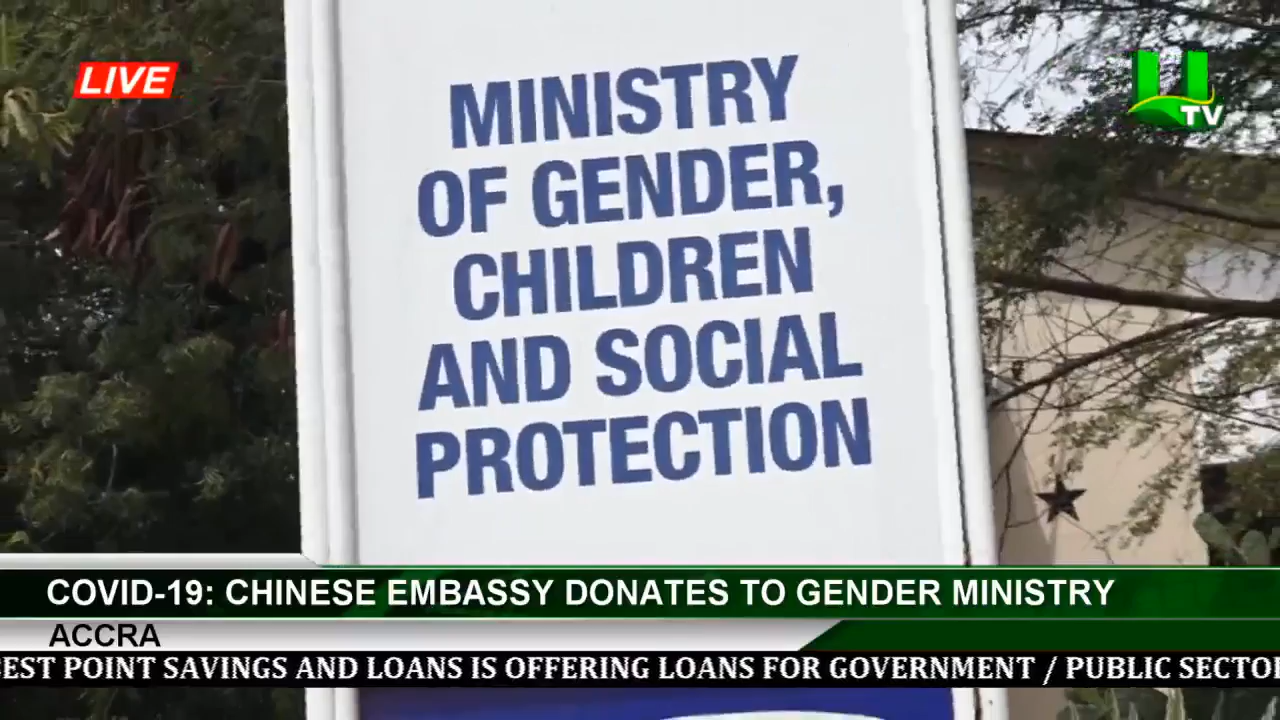 LIVE
U
TV
MINISTRY
OF GENDER,
CHILDREN
AND SOCIAL
PROTECTION
COVID-19: CHINESE EMBASSY DONATES TO GENDER MINISTRY
ACCRA
POINT SAVINGS AND LOANS IS OFFERING LOANS FOR GOVERNMENT / PUBLIC